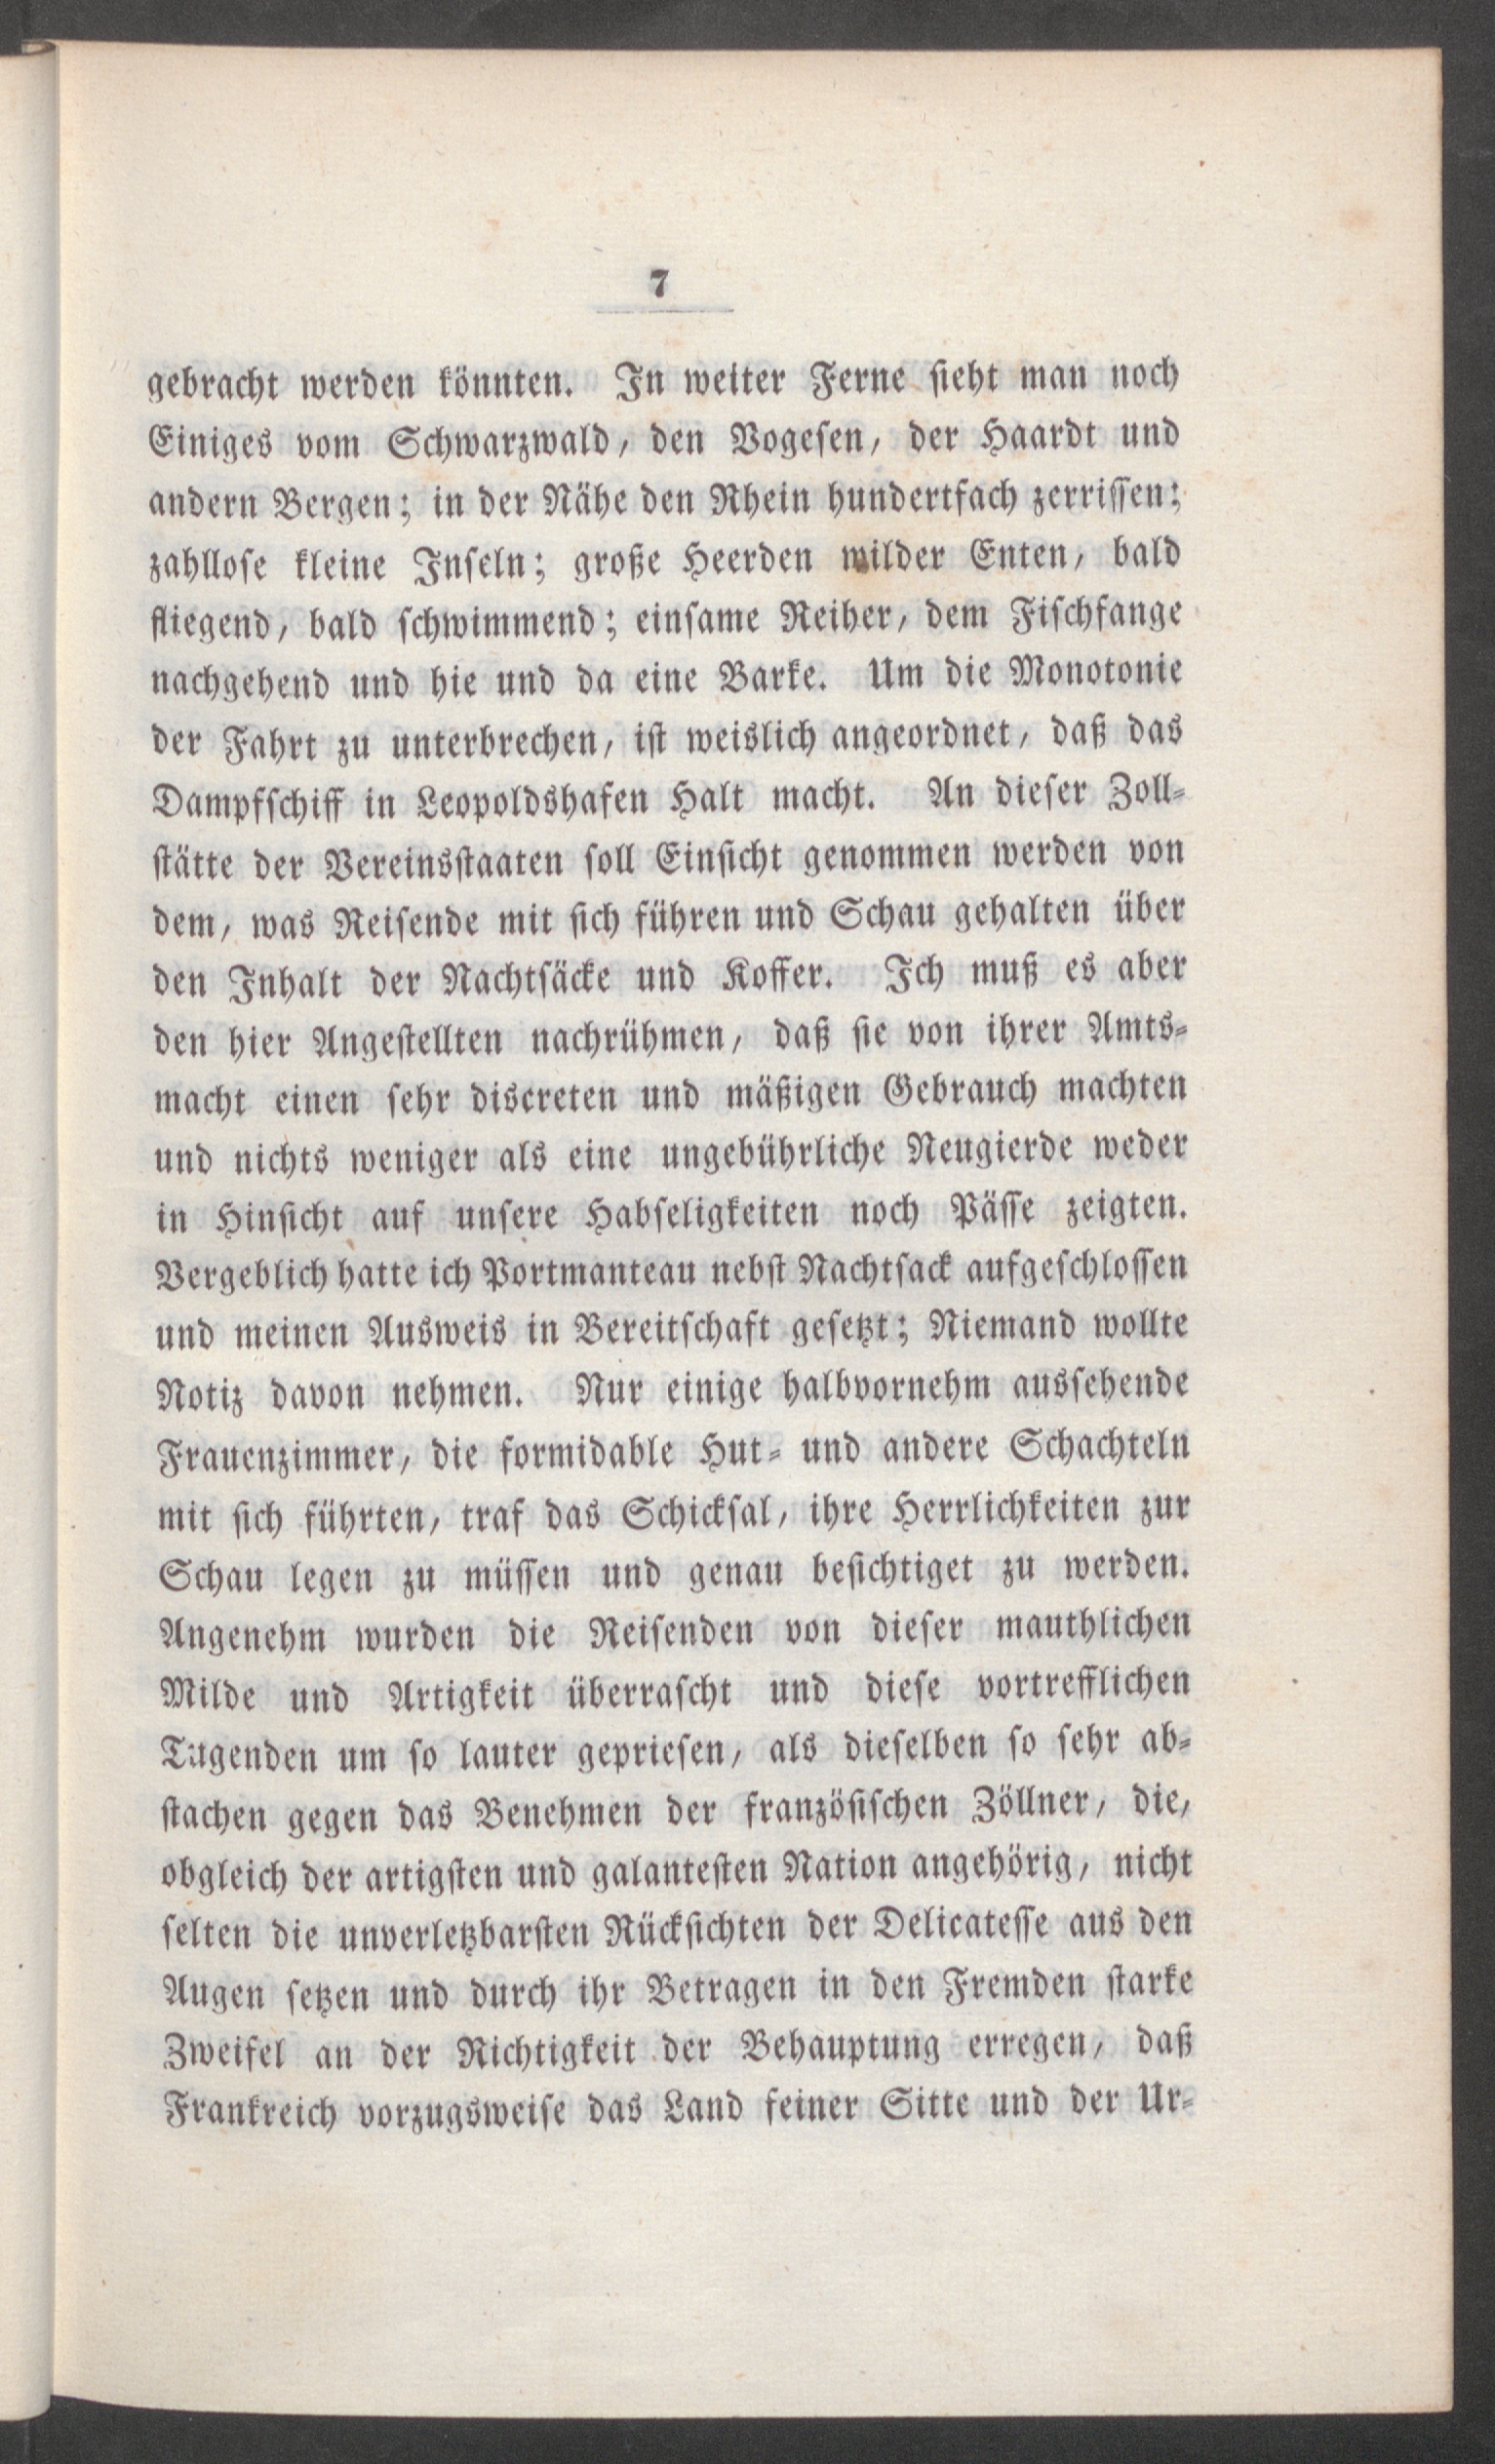 7
gebracht werden könnten. In weiter Ferne sieht man noch
Einiges vom Schwarzwald, den Vogesen, der Haardt und
andern Bergen; in der Nähe den Rhein hundertfach zerrissen;
zahllose kleine Inseln; große Heerden wilder Enten, bald
fliegend, bald schwimmend; einsame Reiher, dem Fischfange
nachgehend und hie und da eine Barke. Um die Monotonie
der Fahrt zu unterbrechen, ist weislich angeordnet, daß das
Dampfschiff in Leopoldshafen Halt macht. An dieser Zoll-
stätte der Vereinsstaaten soll Einsicht genommen werden von
dem, was Reisende mit sich führen und Schau gehalten über
den Inhalt der Nachtsäcke und Koffer. Ich muß es aber
den hier Angestellten nachrühmen, daß sie von ihrer Amts-
macht einen sehr discreten und mäßigen Gebrauch machten
und nichts weniger als eine ungebührliche Neugierde weder
in Hinsicht auf unsere Habseligkeiten noch Pässe zeigten.
Vergeblich hatte ich Portmanteau nebst Nachtsack aufgeschlossen
und meinen Ausweis in Bereitschaft gesetzt; Niemand wollte
Notiz davon nehmen. Nur einige halbvornehm aussehende
Frauenzimmer, die formidable Hut- und andere Schachteln
mit sich führten, traf das Schicksal, ihre Herrlichkeiten zur
Schau legen zu müssen und genau besichtiget zu werden.
Angenehm wurden die Reisenden von dieser mauthlichen
Milde und Artigkeit überrascht und diese vortrefflichen
Tugenden um so lauter gepriesen, als dieselben so sehr ab-
stachen gegen das Benehmen der französischen Zöllner, die,
obgleich der artigsten und galantesten Nation angehörig, nicht
selten die unverletzbarsten Rücksichten der Delicatesse aus den
Augen setzen und durch ihr Betragen in den Fremden starke
Zweifel an der Richtigkeit der Behauptung erregen, daß
Frankreich vorzugsweise das Land feiner Sitte und der Ur-